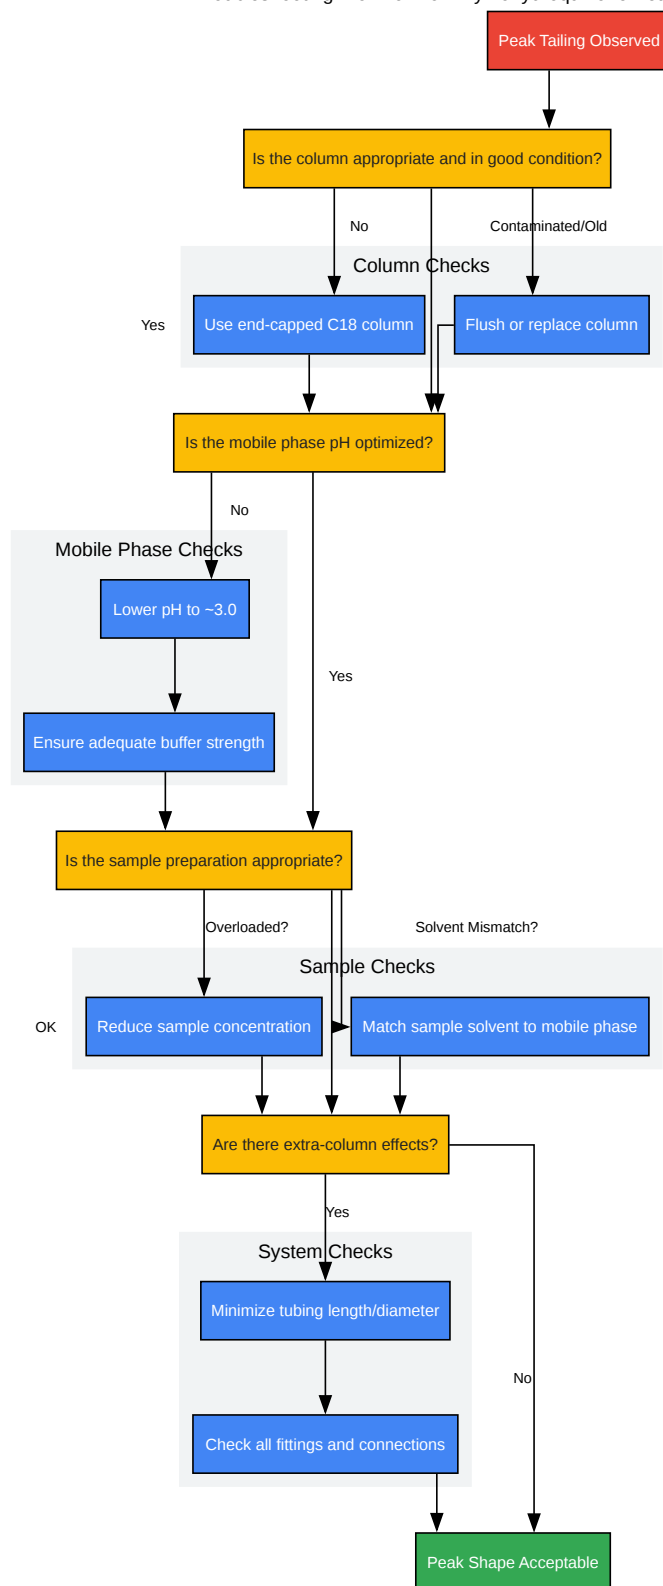 Peak Tailing Observed
Is the column appropriate and in good condition?
No
Contaminated/Old
Column Checks
Yes
Use end-capped C18 column
Flush or replace column
Is the mobile phase pH optimized?
No
Mobile Phase Checks
Lower pH to ~3.0
Yes
Ensure adequate buffer strength
Is the sample preparation appropriate?
Overloaded?
Solvent Mismatch?
Sample Checks
OK
Reduce sample concentration
Match sample solvent to mobile phase
Are there extra-column effects?
Yes
System Checks
Minimize tubing length/diameter
No
Check all fittings and connections
Peak Shape Acceptable